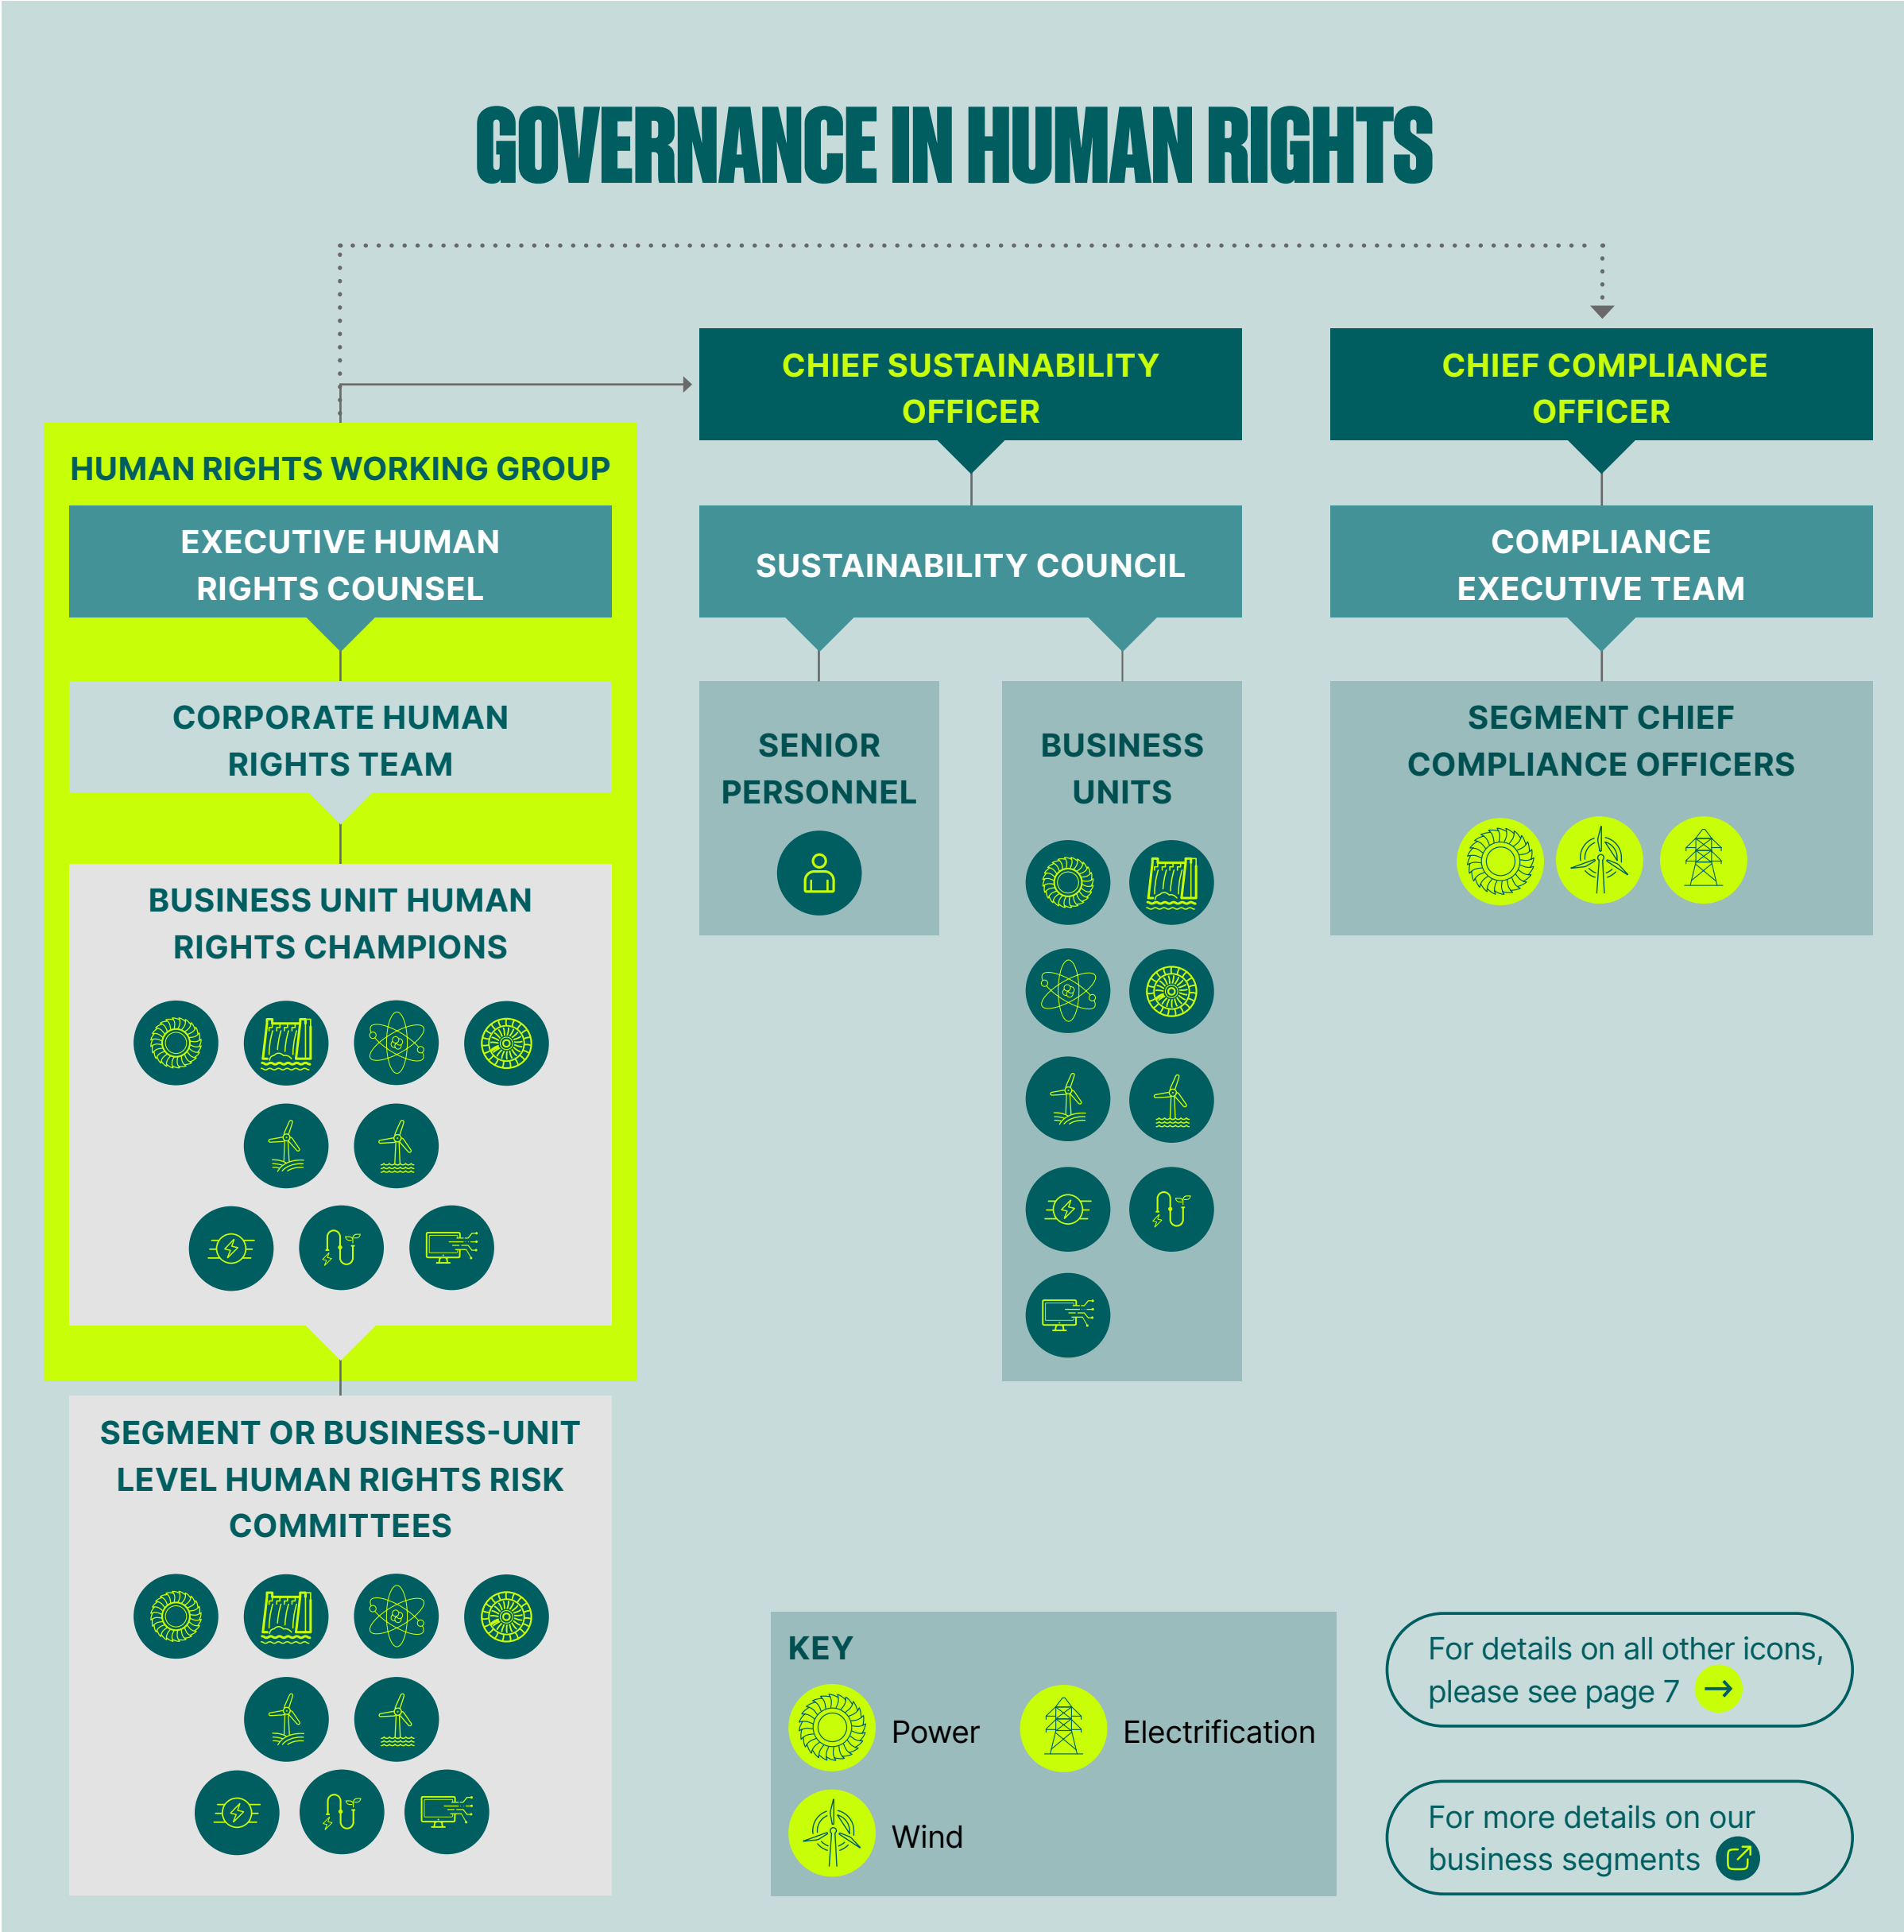 GOVERNANCE IN HUMAN RIGHTS
HUMAN RIGHTS WORKING GROUP
EXECUTIVE HUMAN
RIGHTS COUNSEL
CORPORATE HUMAN
RIGHTS TEAM
BUSINESS UNIT HUMAN
RIGHTS CHAMPIONS
SEGMENT OR BUSINESS-UNIT
LEVEL HUMAN RIGHTS RISK
COMMITTEES
CHIEF SUSTAINABILITY
OFFICER
SUSTAINABILITY COUNCIL
SENIOR
PERSONNEL
BUSINESS
UNITS
CHIEF COMPLIANCE
OFFICER
COMPLIANCE
EXECUTIVE TEAM
SEGMENT CHIEF
COMPLIANCE OFFICERS
KEY
Power
Electrification
Wind
For details on all other icons,
please see page 7
For more details on our
business segments